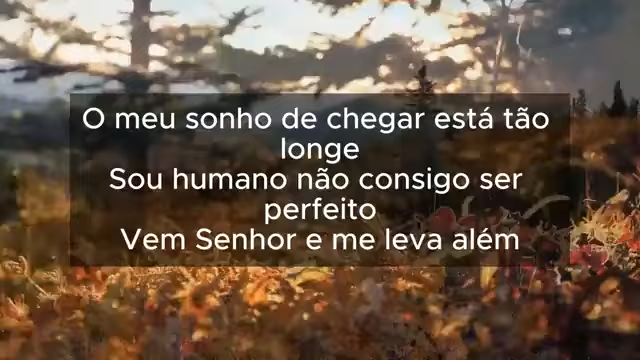 O meu sonho de chegar está tão
longe
Sou humano não consigo ser
perfeito
Vem Senhor e me leva além